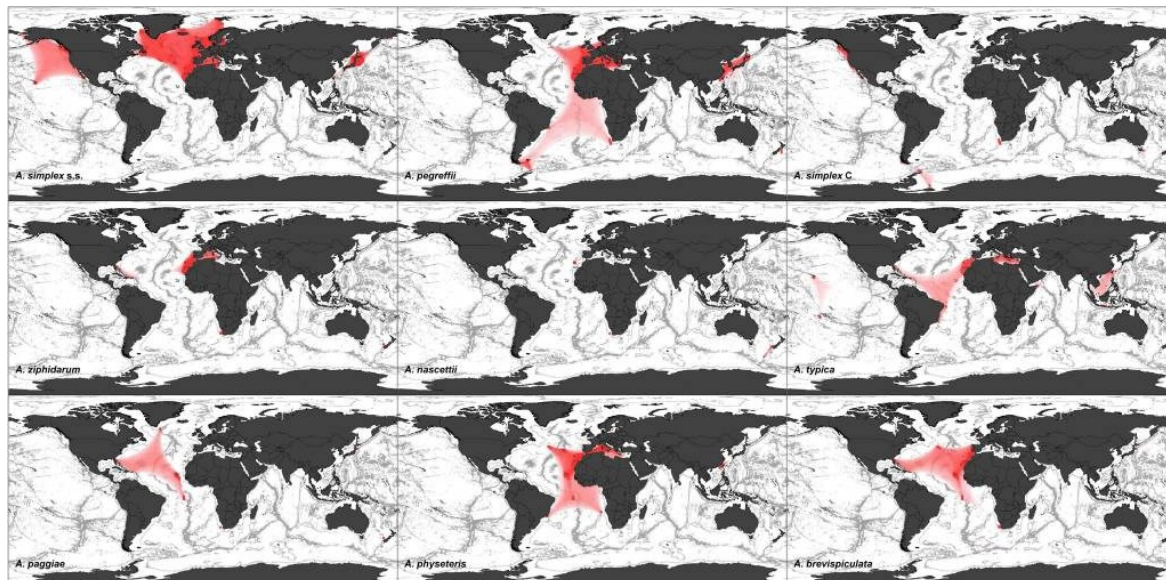 A. simplex s.s.
A. pegreffii
A. simplex C
A. ziphidarum
A. nascettii
A. typica
A. paggiae
A. physeteris
A. brevispiculata